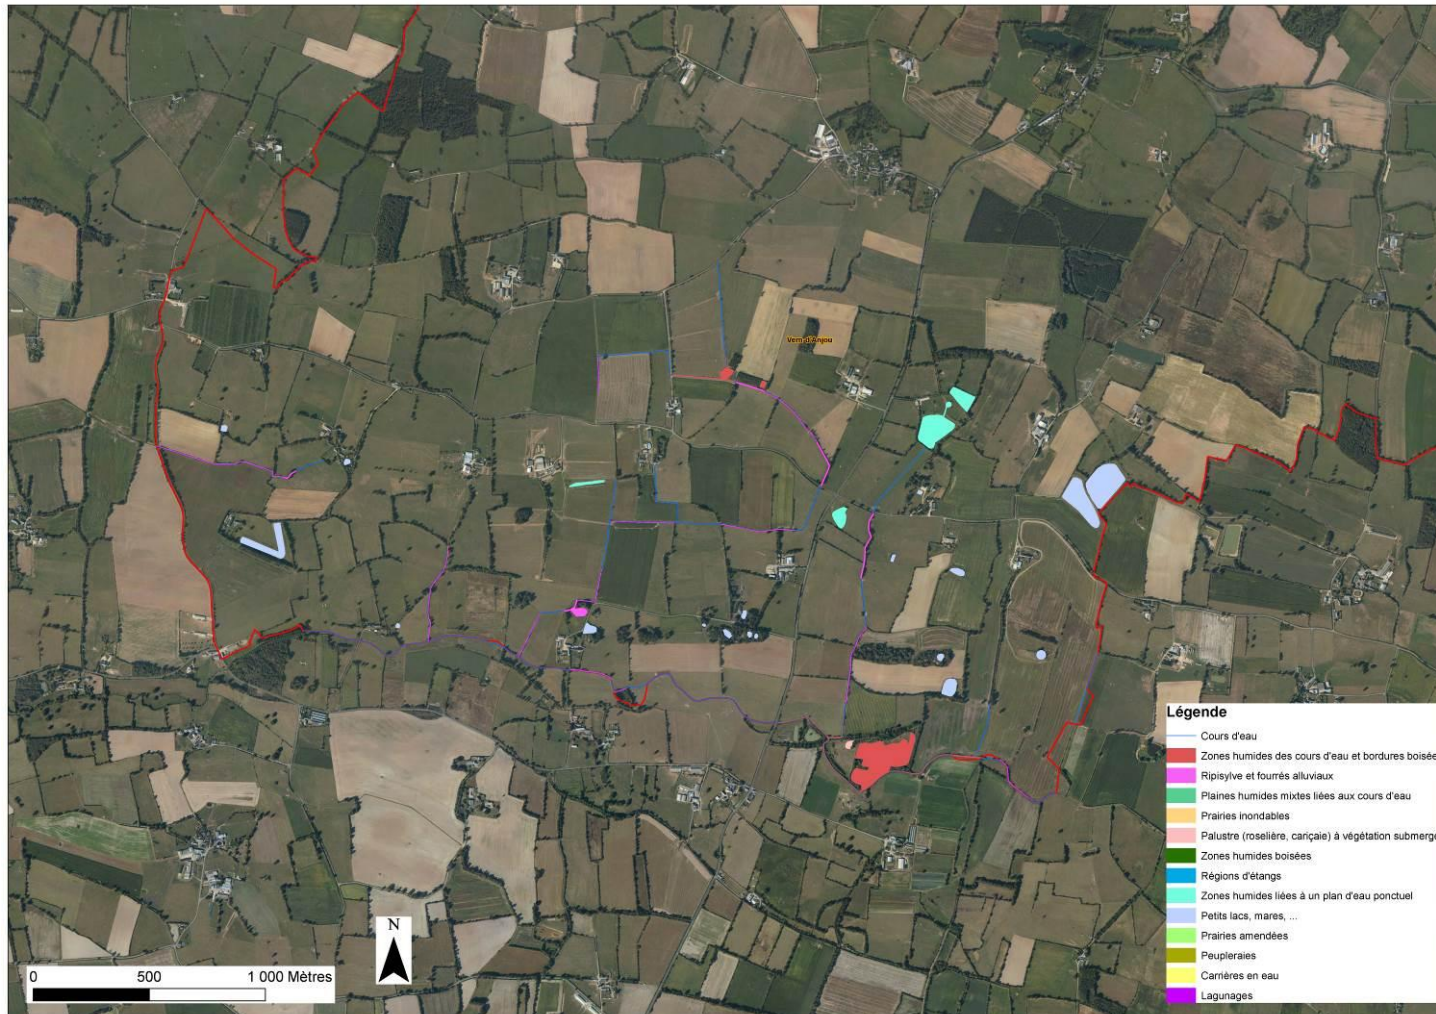 Vern-d'Anjou
Légende
Cours d'eau
Zones humides des cours d'eau et bordures boisée
Ripisylve et fourrés alluviaux
Plaines humides mixtes liées aux cours d'eau
Prairies inondables
Palustre (roselière, cariçaie) à végétation submerg
Zones humides boisées
Régions d'étangs
Zones humides liées à un plan d'eau ponctuel
Petits lacs, mares, ...
Prairies amendées
Peupleraies
Carrières en eau
Lagunages
N
0 500 1 000 Mètres